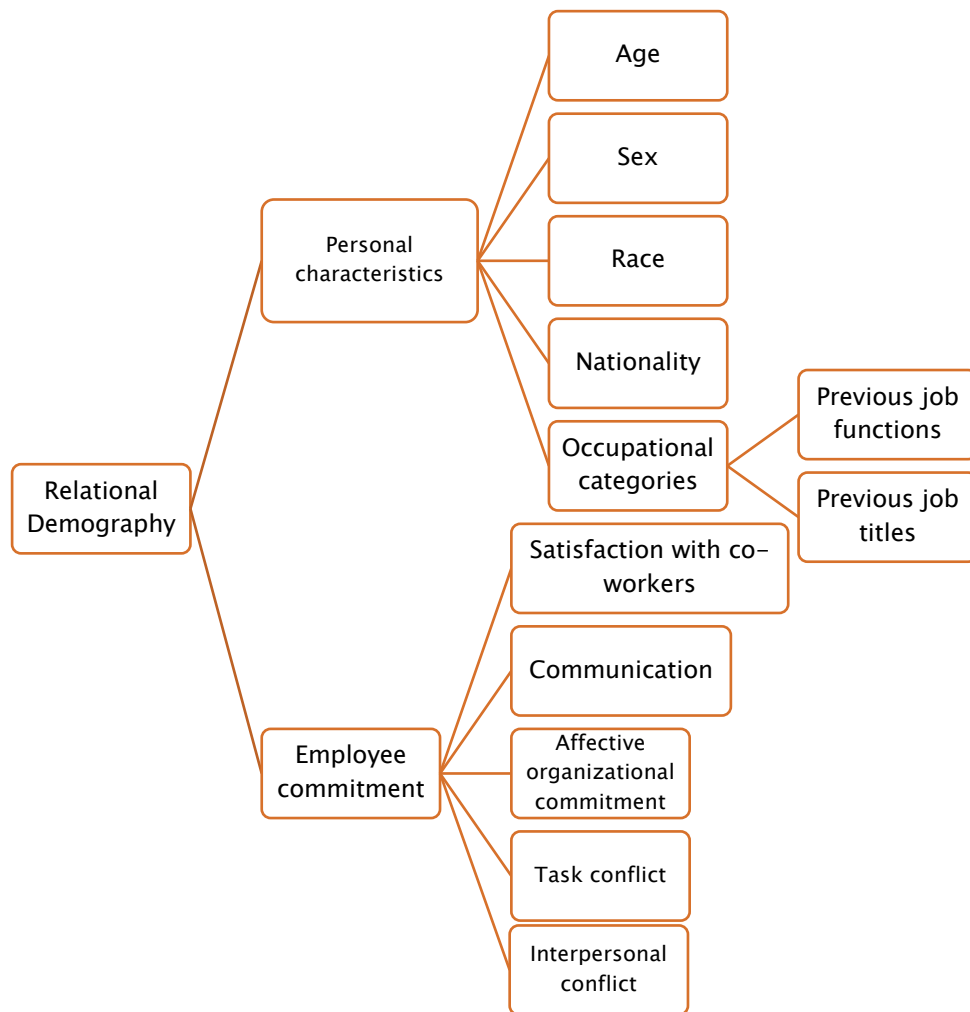 Relational
Demography
Personal
characteristics
Age
Sex
Race
Nationality
Occupational
categories
Previous job
functions
Previous job
titles
Employee
commitment
Satisfaction with co-
workers
Communication
Affective
organizational
commitment
Task conflict
Interpersonal
conflict